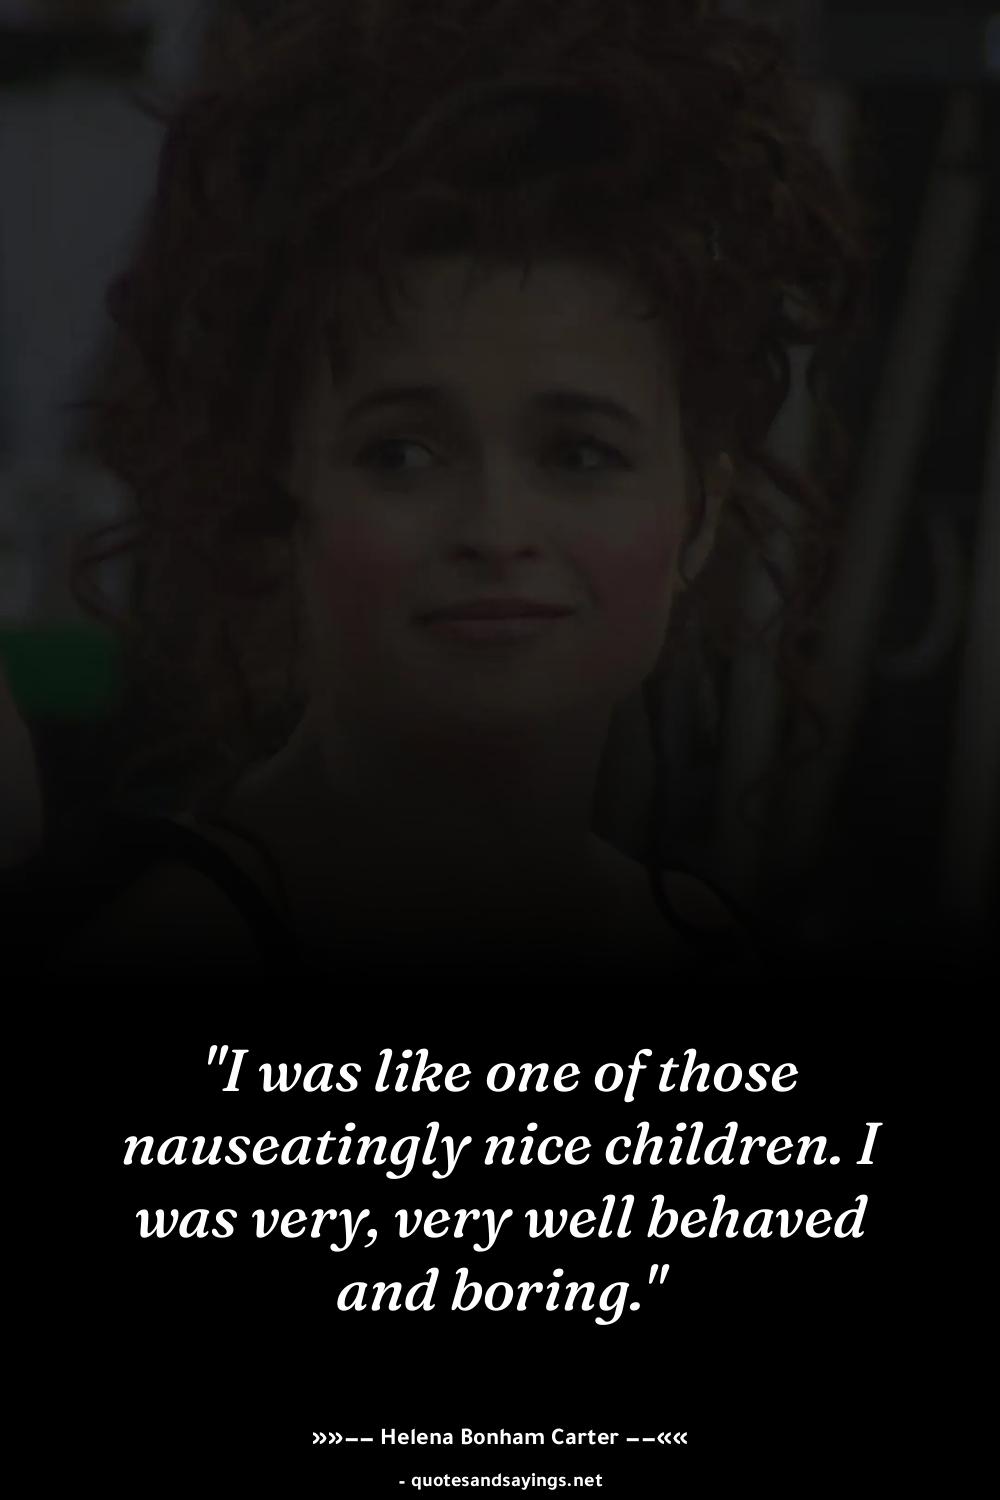 "I was like one of those
nauseatingly nice children. I
was very, very well behaved
and boring."
»»–– Helena Bonham Carter ––««
- quotesandsayings.net